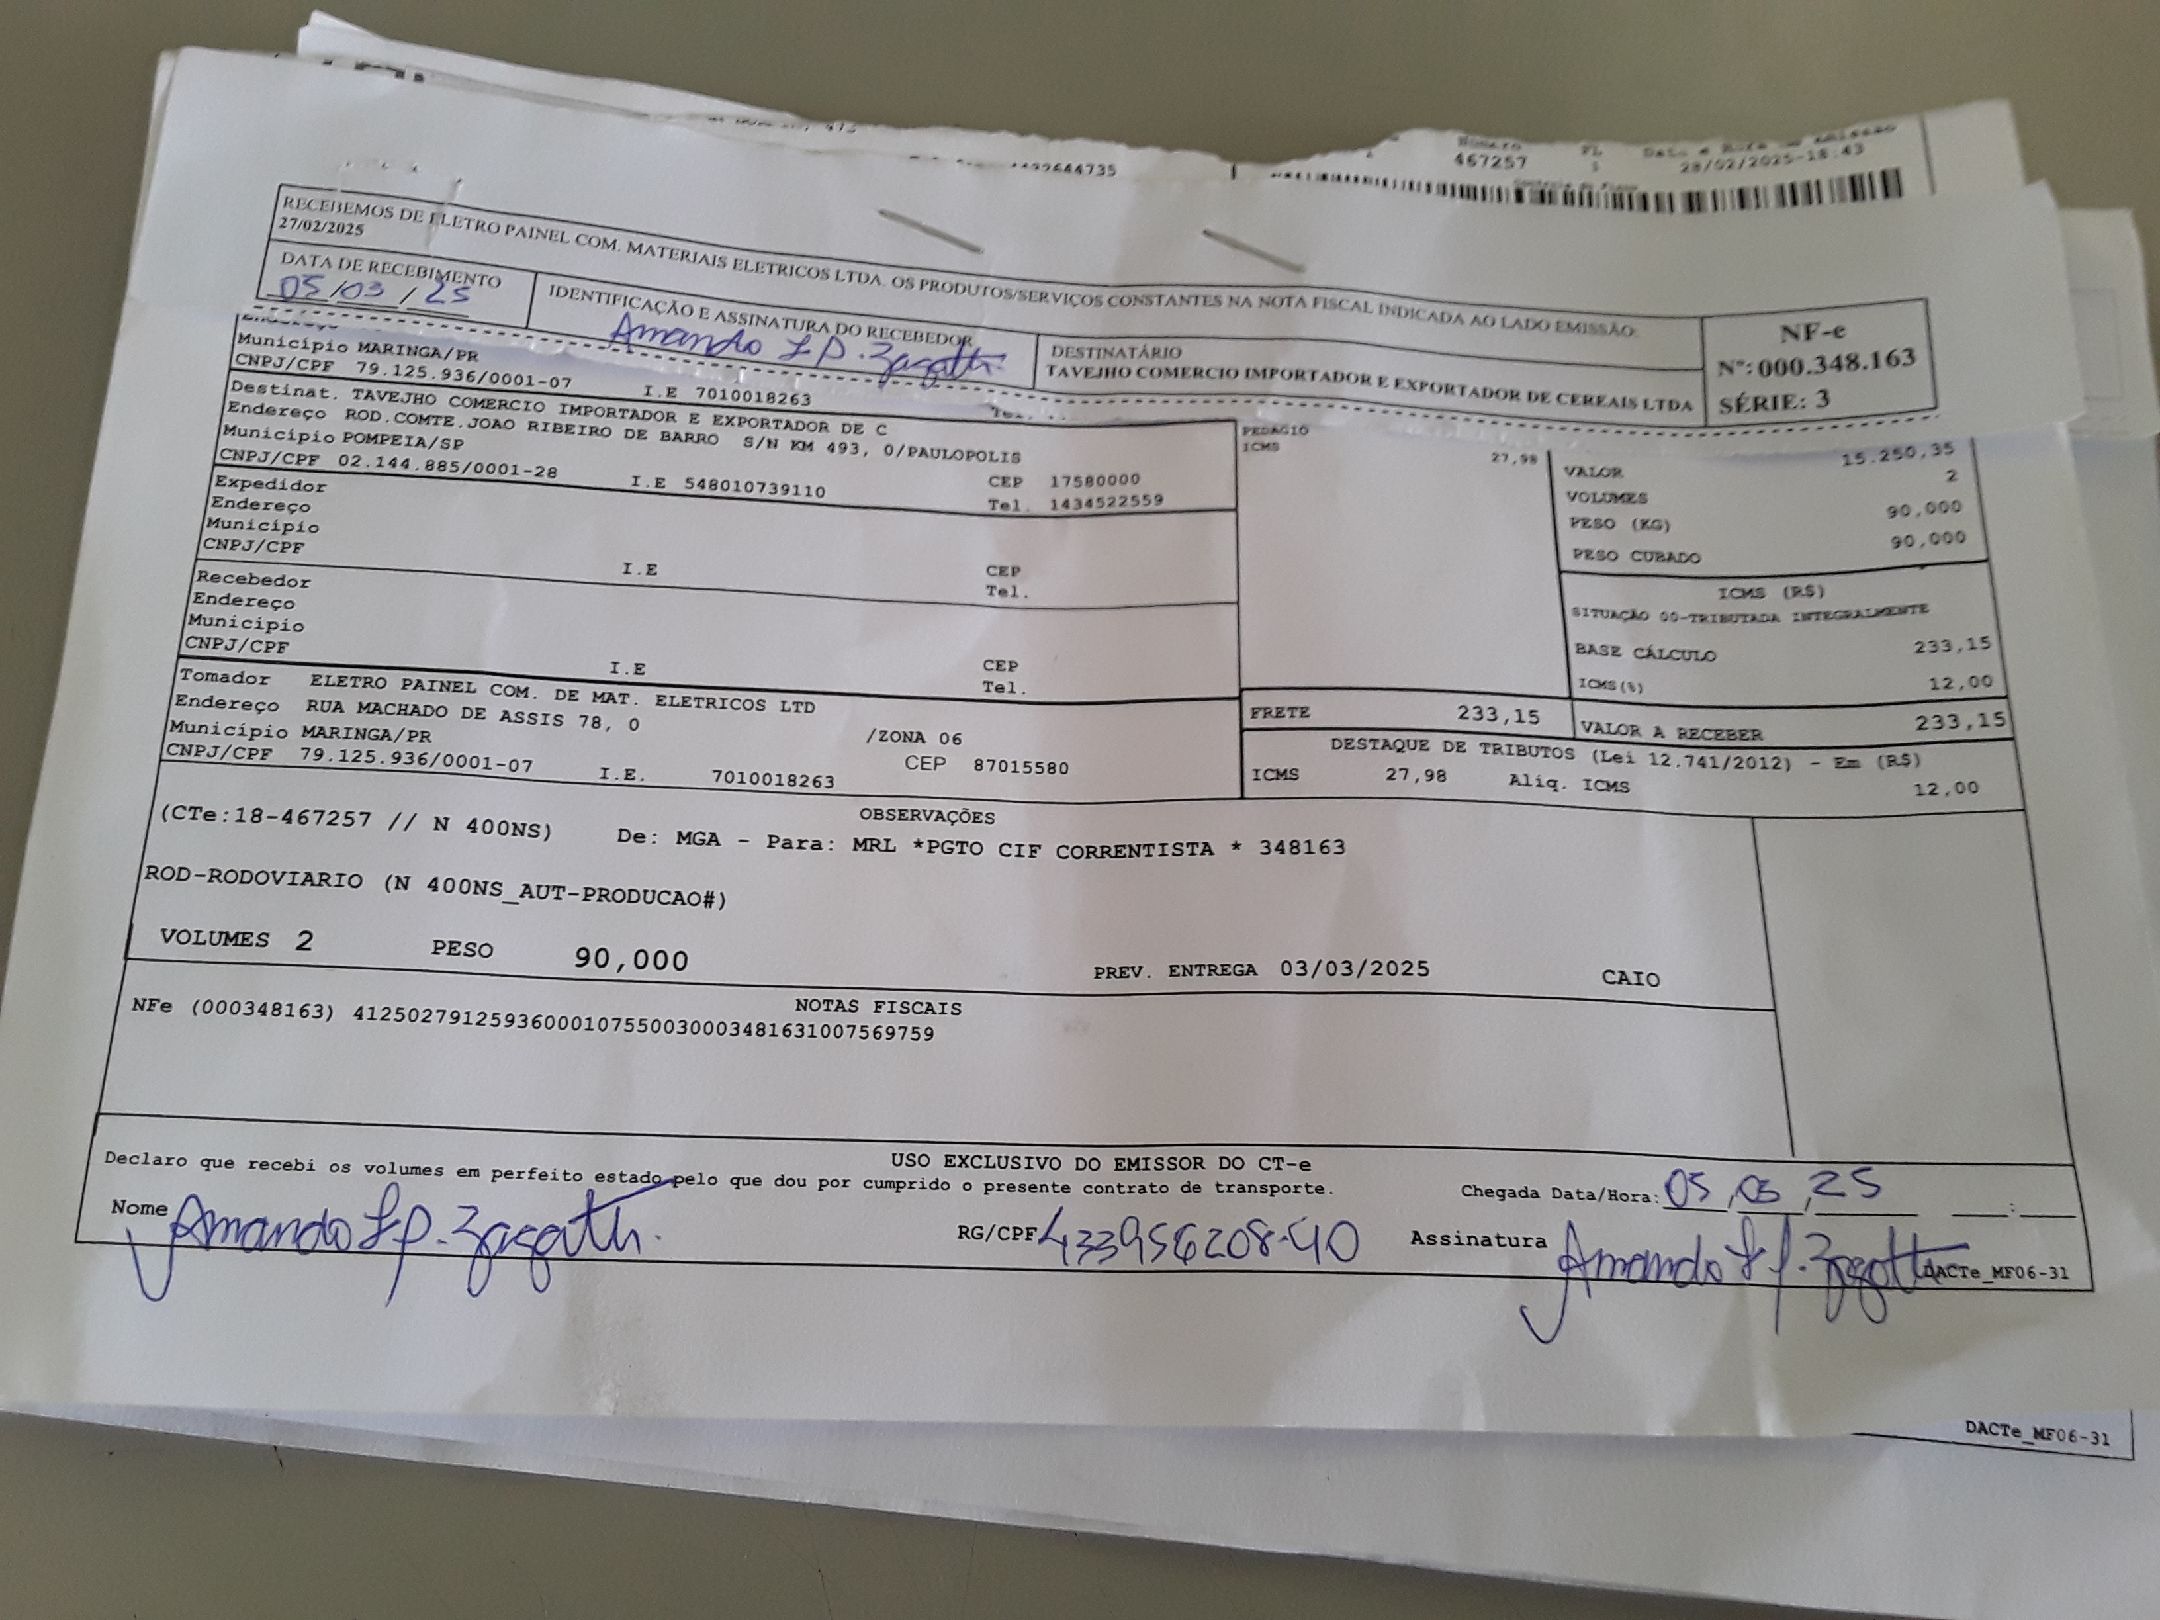 467257 28/02/2025-18:43
RECEBEMOS DE ELETRO PAINEL COM. MATERIAIS ELETRICOS LTDA. OS PRODUTOS/SERVIÇOS CONSTANTES NA NOTA FISCAL INDICADA AO LADO EMISSÃO:
27/02/2025
DATA DE RECEBIMENTO
05/03/25
IDENTIFICAÇÃO E ASSINATURA DO RECEBEDOR
DESTINATÁRIO
TAVEJHO COMERCIO IMPORTADOR E EXPORTADOR DE CEREAIS LTDA
NF-e
Nº: 000.348.163
SÉRIE: 3
Município MARINGA/PR
CNPJ/CPF 79.125.936/0001-07 I.E 7010018263
Destinat. TAVEJHO COMERCIO IMPORTADOR E EXPORTADOR DE C
Endereço ROD.COMTE.JOAO RIBEIRO DE BARRO S/N KM 493, 0/PAULOPOLIS
Município POMPEIA/SP CEP 17580000
CNPJ/CPF 02.144.885/0001-28 I.E 548010739110 Tel. 1434522559
Expedidor
Endereço
Município CEP
CNPJ/CPF I.E Tel.
Recebedor
Endereço
Município CEP
CNPJ/CPF I.E Tel.
Tomador ELETRO PAINEL COM. DE MAT. ELETRICOS LTD
Endereço RUA MACHADO DE ASSIS 78, 0 /ZONA 06
Município MARINGA/PR CEP 87015580
CNPJ/CPF 79.125.936/0001-07 I.E. 7010018263
PEDAGIO
ICMS 27,98
VALOR 15.250,35
VOLUMES 2
PESO (KG) 90,000
PESO CUBADO 90,000
ICMS (R$)
SITUAÇÃO 00-TRIBUTADA INTEGRALMENTE
BASE CÁLCULO 233,15
ICMS(%) 12,00
FRETE 233,15 VALOR A RECEBER 233,15
DESTAQUE DE TRIBUTOS (Lei 12.741/2012) - Em (R$)
ICMS 27,98 Aliq. ICMS 12,00
OBSERVAÇÕES
(CTe:18-467257 // N 400NS) De: MGA - Para: MRL *PGTO CIF CORRENTISTA * 348163
ROD-RODOVIARIO (N 400NS_AUT-PRODUCAO#)
VOLUMES 2 PESO 90,000 PREV. ENTREGA 03/03/2025 CAIO
NOTAS FISCAIS
NFe (000348163) 41250279125936000107550030003481631007569759
USO EXCLUSIVO DO EMISSOR DO CT-e
Declaro que recebi os volumes em perfeito estado pelo que dou por cumprido o presente contrato de transporte.
Chegada Data/Hora: 05,03,25 __:__
Nome RG/CPF 433956208-40 Assinatura
DACTe_MF06-31
DACTe_MF06-31